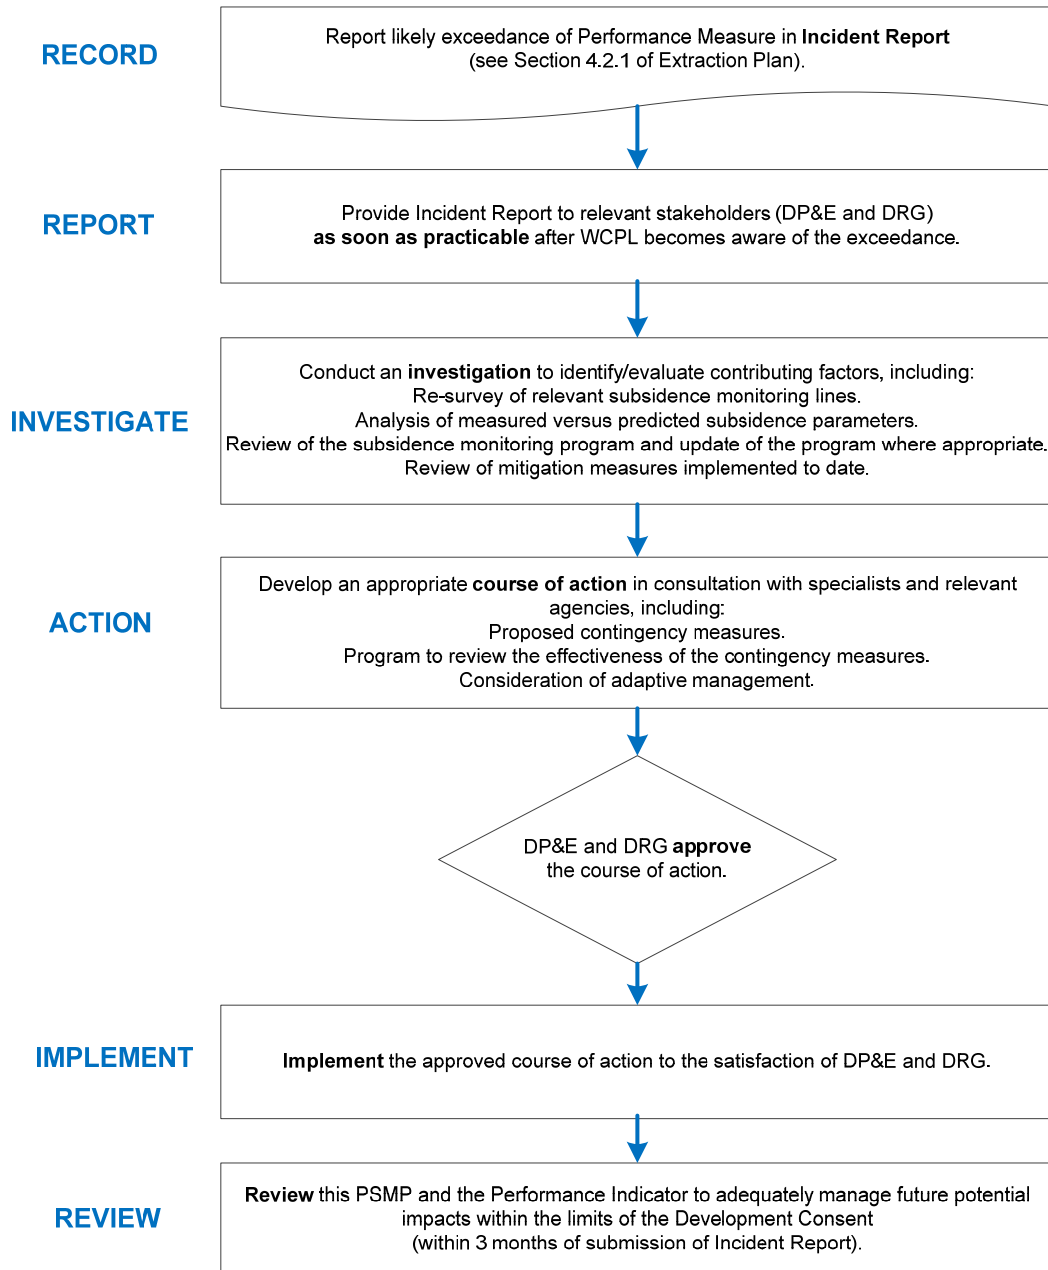 RECORD
Report likely exceedance of Performance Measure in Incident Report
(see Section 4.2.1 of Extraction Plan).
REPORT
Provide Incident Report to relevant stakeholders (DP&E and DRG)
as soon as practicable after WCPL becomes aware of the exceedance.
INVESTIGATE
Conduct an investigation to identify/evaluate contributing factors, including:
Re-survey of relevant subsidence monitoring lines.
Analysis of measured versus predicted subsidence parameters.
Review of the subsidence monitoring program and update of the program where appropriate.
Review of mitigation measures implemented to date.
ACTION
Develop an appropriate course of action in consultation with specialists and relevant
agencies, including:
Proposed contingency measures.
Program to review the effectiveness of the contingency measures.
Consideration of adaptive management.
DP&E and DRG approve
the course of action.
IMPLEMENT
Implement the approved course of action to the satisfaction of DP&E and DRG.
REVIEW
Review this PSMP and the Performance Indicator to adequately manage future potential
impacts within the limits of the Development Consent
(within 3 months of submission of Incident Report).